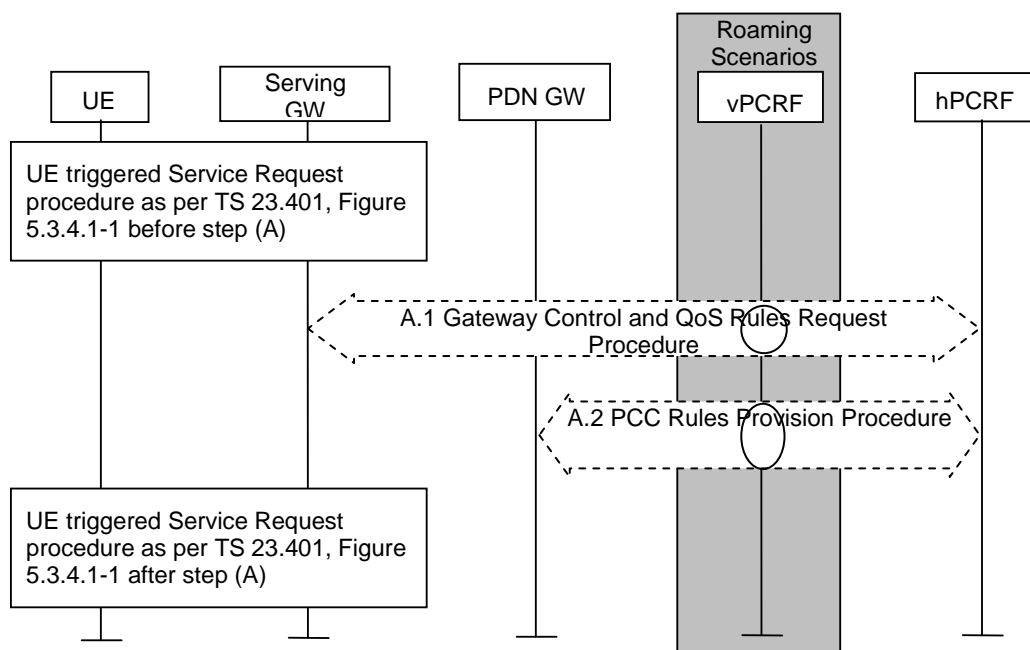 Roaming
Scenarios
UE
Serving
GW
PDN GW
vPCRF
hPCRF
UE triggered Service Request
procedure as per TS 23.401, Figure
5.3.4.1-1 before step (A)
A.1 Gateway Control and QoS Rules Request
Procedure
A.2 PCC Rules Provision Procedure
UE triggered Service Request
procedure as per TS 23.401, Figure
5.3.4.1-1 after step (A)